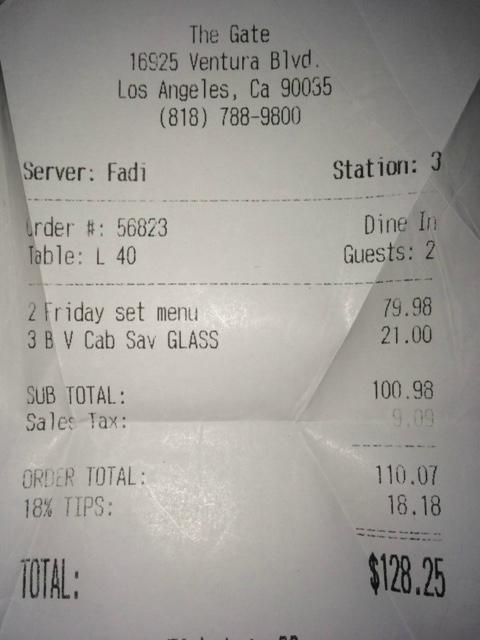 The Gate
16925 Ventura Blvd.
Los Angeles, Ca 90035
(818) 788-9800
Server: Fadi Station: 3
Order #: 56823 Dine In
Table: L 40 Guests: 2
2 Friday set menu 79.98
3 B V Cab Sav GLASS 21.00
SUB TOTAL: 100.98
Sales Tax: 9.09
ORDER TOTAL: 110.07
18% TIPS: 18.18
TOTAL: $128.25